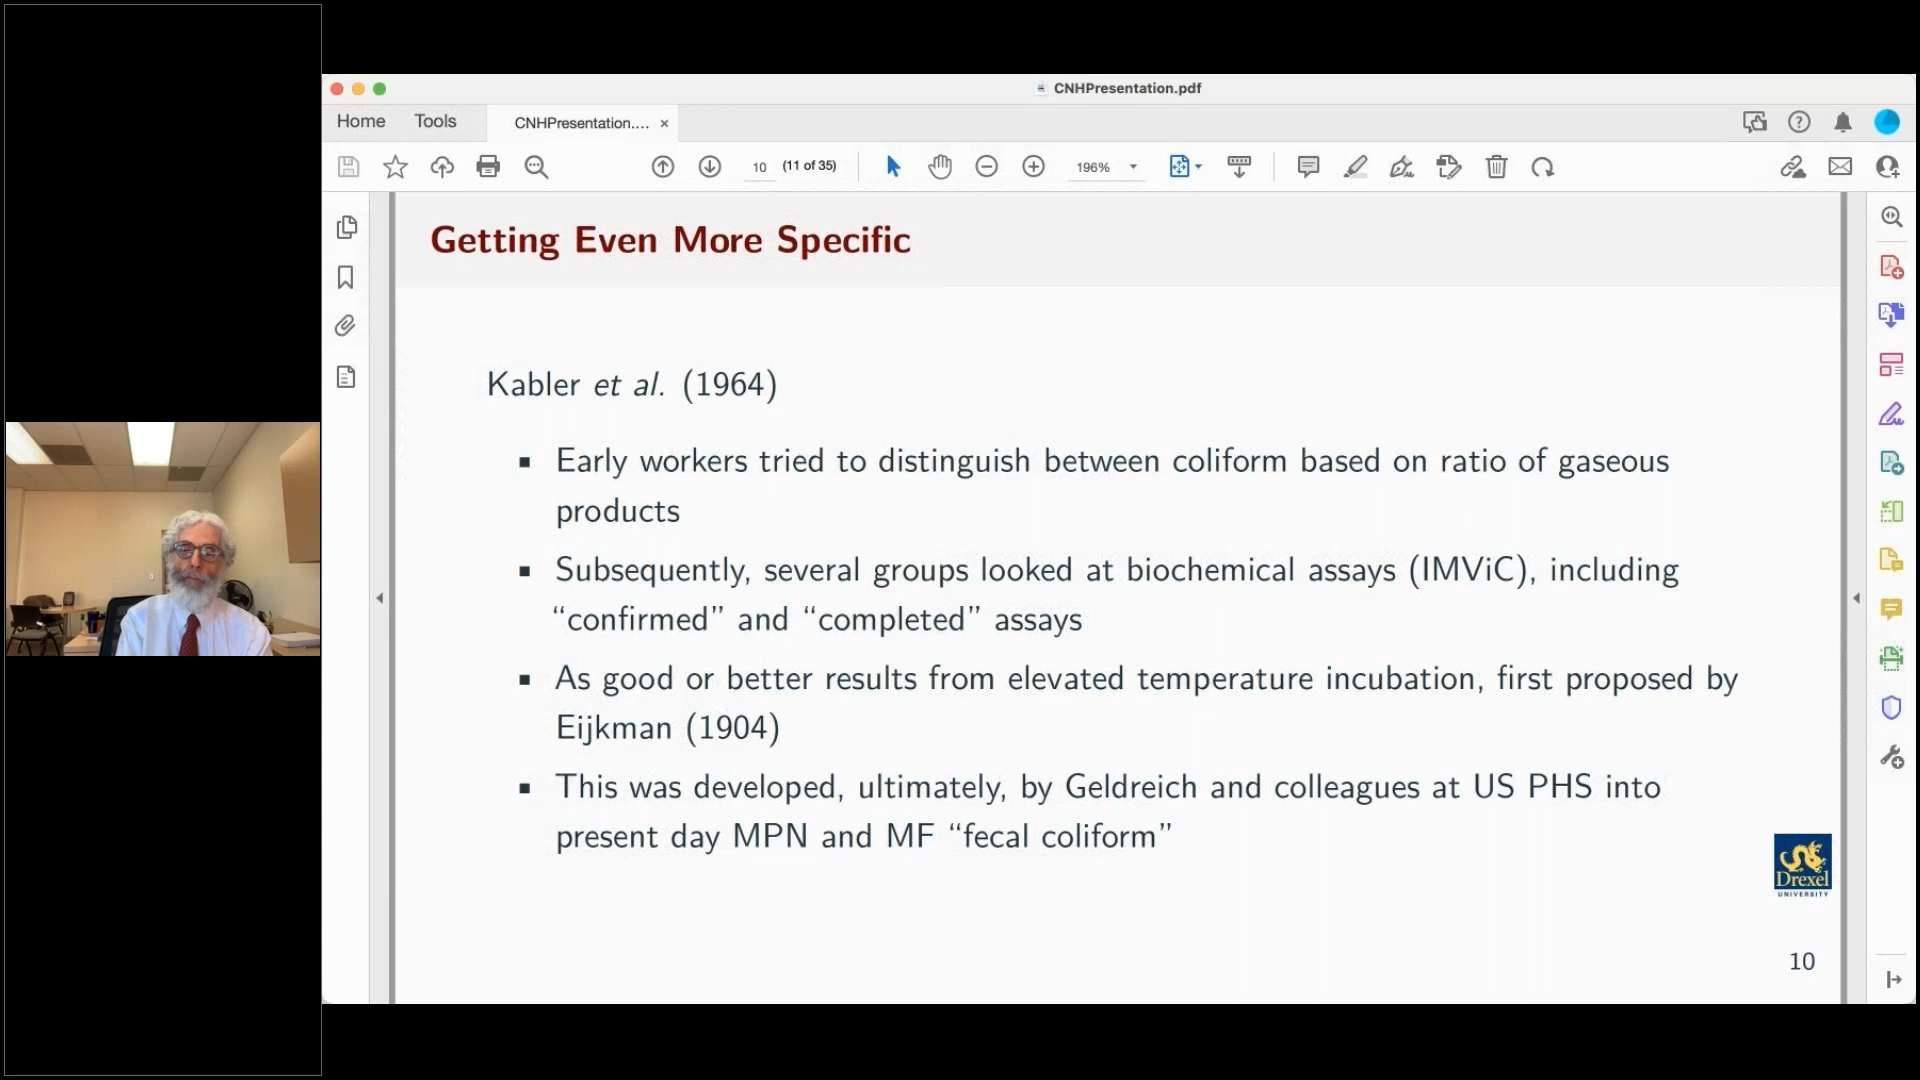 CNHPresentation.pdf
Home
Tools
CNHPresentation.... ×
10
(11 of 35)
196%
Getting Even More Specific
Kabler et al. (1964)
▪ Early workers tried to distinguish between coliform based on ratio of gaseous
products
▪ Subsequently, several groups looked at biochemical assays (IMViC), including
“confirmed” and “completed” assays
▪ As good or better results from elevated temperature incubation, first proposed by
Eijkman (1904)
▪ This was developed, ultimately, by Geldreich and colleagues at US PHS into
present day MPN and MF “fecal coliform”
Drexel
UNIVERSITY
10